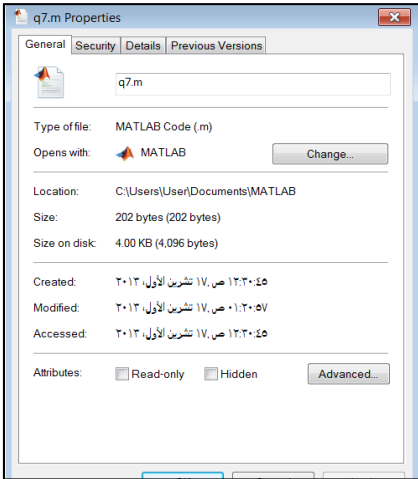 q7.m Properties
General Security Details Previous Versions
q7.m
Type of file: MATLAB Code (.m)
Opens with: MATLAB Change...
Location: C:\Users\User\Documents\MATLAB
Size: 202 bytes (202 bytes)
Size on disk: 4.00 KB (4,096 bytes)
Created: ١٢:٣٠:٤٥ ص ,١٧ تشرين الأول، ٢٠١٣
Modified: ٠١:٢٠:٥٧ ص ,١٧ تشرين الأول، ٢٠١٣
Accessed: ١٢:٣٠:٤٥ ص ,١٧ تشرين الأول، ٢٠١٣
Attributes: Read-only Hidden Advanced...